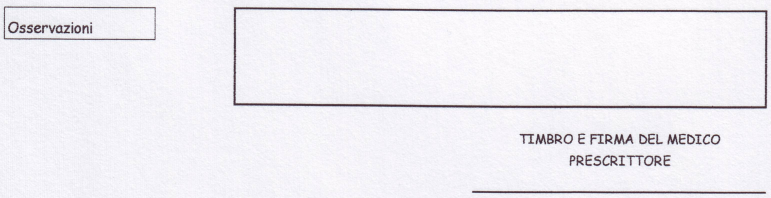 Osservazioni
TIMBRO E FIRMA DEL MEDICO
PRESCRITTORE